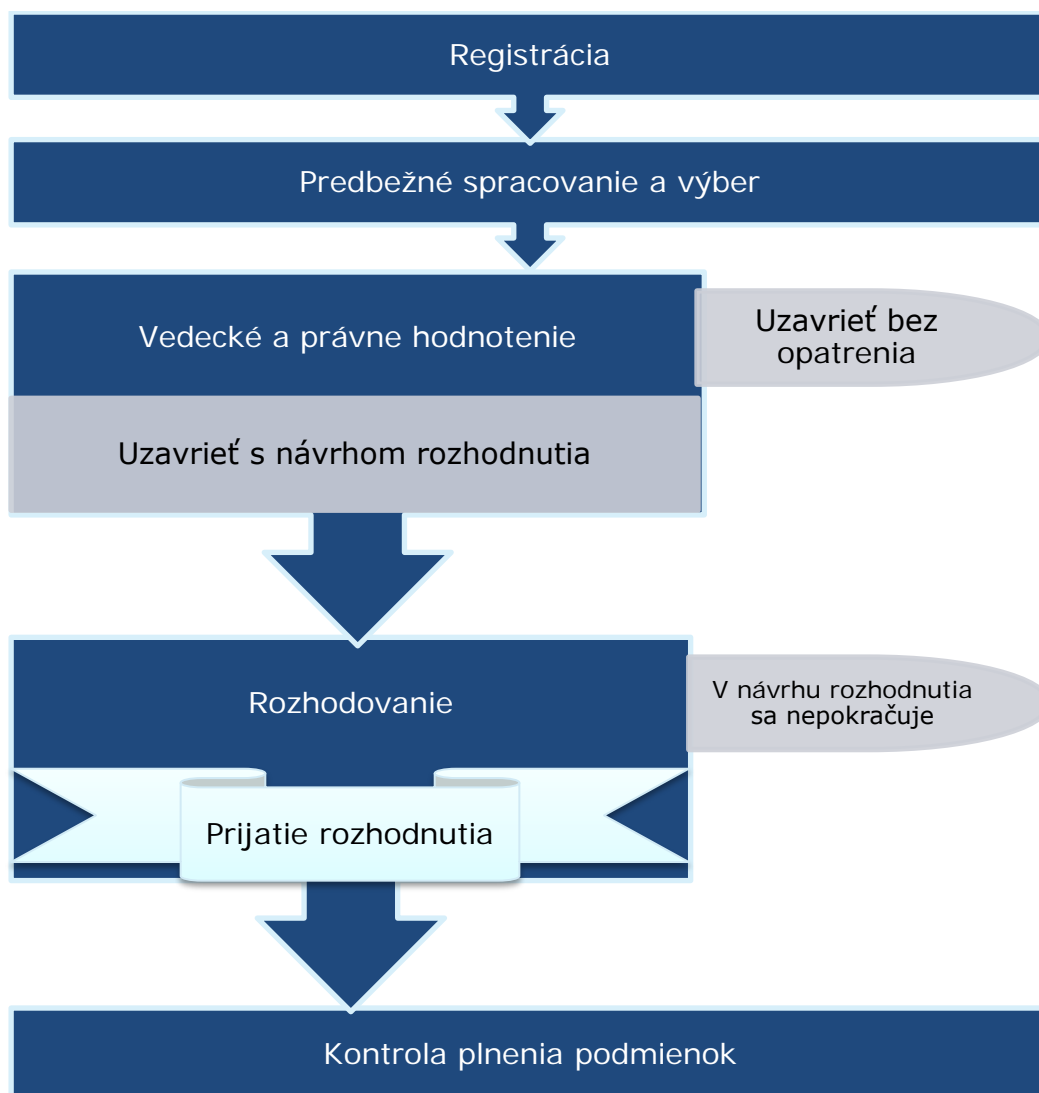 Registrácia
Predbežné spracovanie a výber
Vedecké a právne hodnotenie
Uzavrieť bez
opatrenia
Uzavrieť s návrhom rozhodnutia
Rozhodovanie
V návrhu rozhodnutia
sa nepokračuje
Prijatie rozhodnutia
Kontrola plnenia podmienok